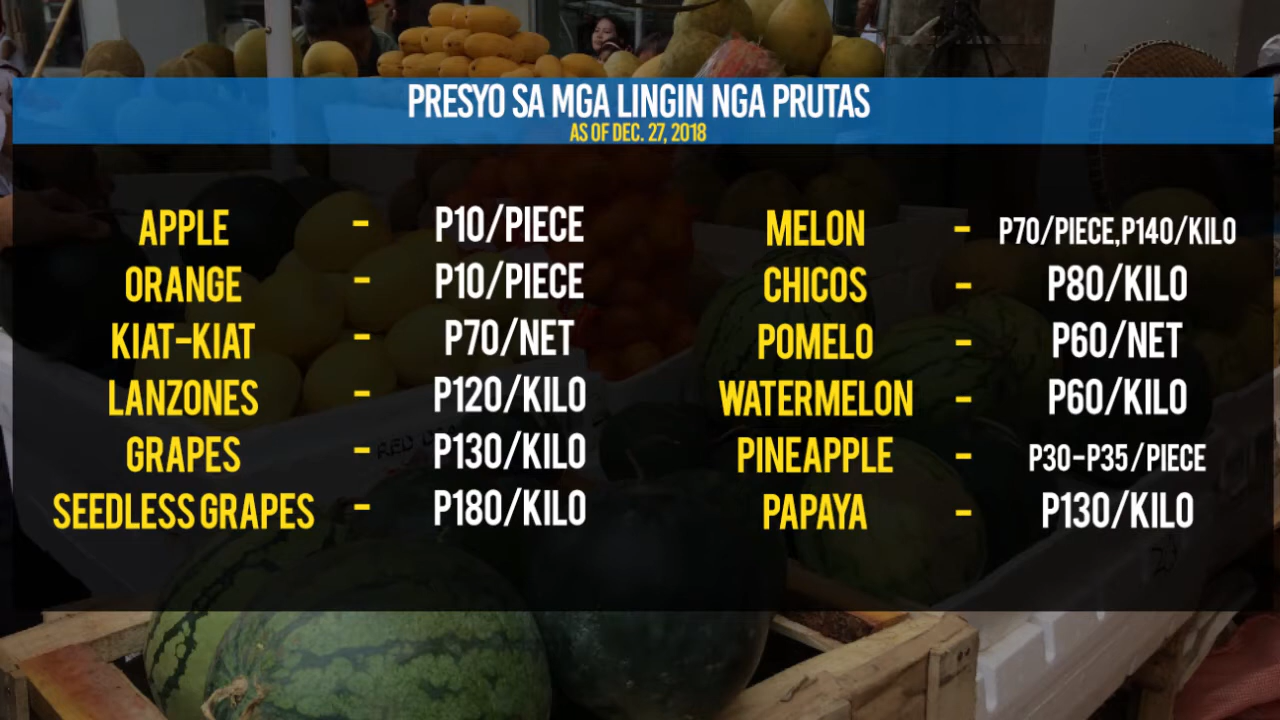 PRESYO SA MGA LINGIN NGA PRUTAS
AS OF DEC. 27, 2018
APPLE - P10/PIECE
ORANGE - P10/PIECE
KIAT-KIAT - P70/NET
LANZONES - P120/KILO
GRAPES - P130/KILO
SEEDLESS GRAPES - P180/KILO
MELON - P70/PIECE,P140/KILO
CHICOS - P80/KILO
POMELO - P60/NET
WATERMELON - P60/KILO
PINEAPPLE - P30-P35/PIECE
PAPAYA - P130/KILO